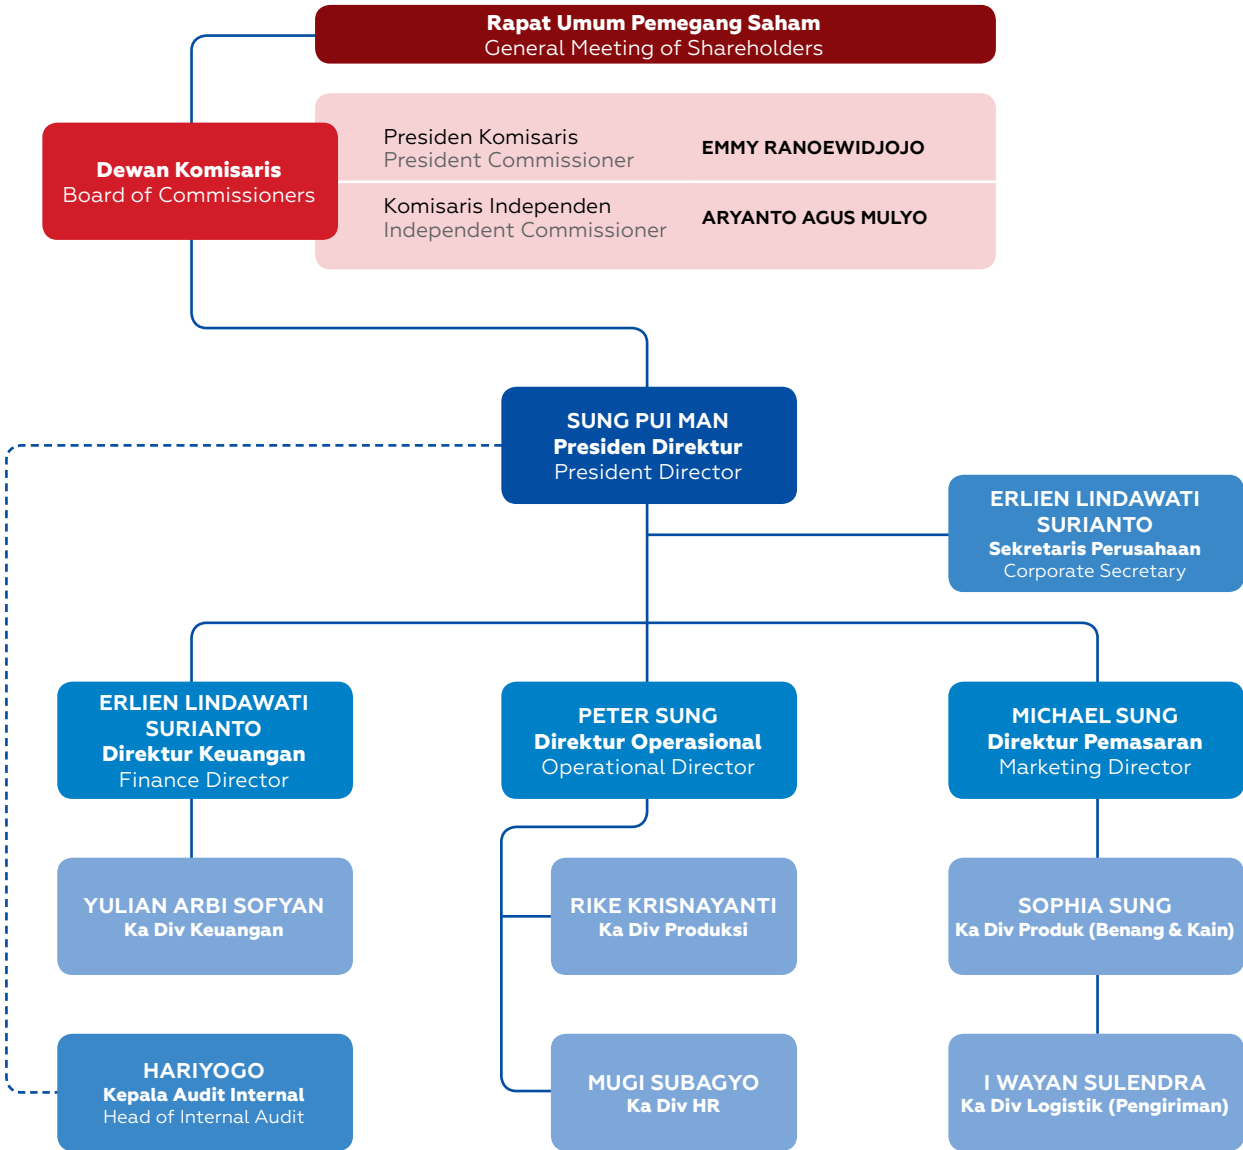 Rapat Umum Pemegang Saham
General Meeting of Shareholders
Dewan Komisaris
Board of Commissioners
Presiden Komisaris
President Commissioner
EMMY RANOEWIDJOJO
Komisaris Independen
Independent Commissioner
ARYANTO AGUS MULYO
SUNG PUI MAN
Presiden Direktur
President Director
ERLIEN LINDAWATI
SURIANTO
Sekretaris Perusahaan
Corporate Secretary
ERLIEN LINDAWATI
SURIANTO
Direktur Keuangan
Finance Director
PETER SUNG
Direktur Operasional
Operational Director
MICHAEL SUNG
Direktur Pemasaran
Marketing Director
YULIAN ARBI SOFYAN
Ka Div Keuangan
RIKE KRISNAYANTI
Ka Div Produksi
SOPHIA SUNG
Ka Div Produk (Benang & Kain)
HARIYOGO
Kepala Audit Internal
Head of Internal Audit
MUGI SUBAGYO
Ka Div HR
I WAYAN SULENDRA
Ka Div Logistik (Pengiriman)